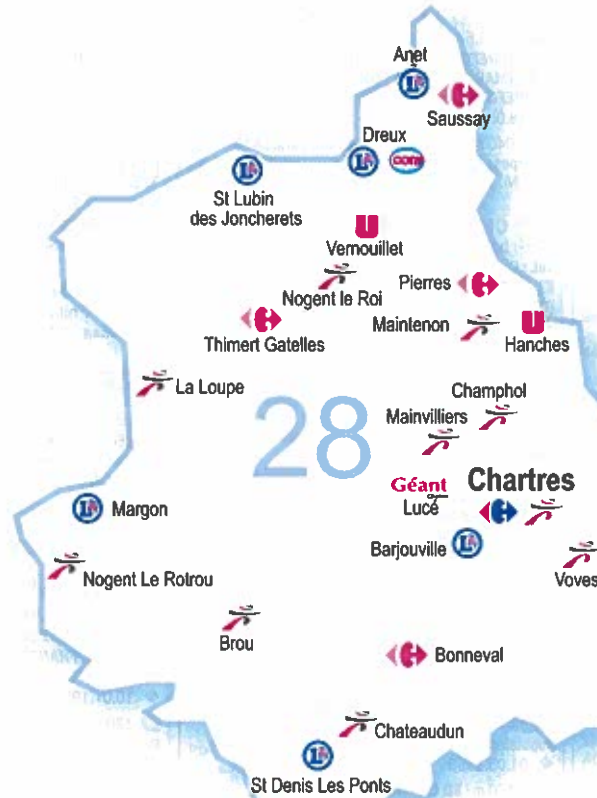 Anet
Saussay
Dreux
cora
St Lubin
des Joncherets
Vernouillet
Nogent le Roi
Pierres
Thimert Gatelles
Maintenon
Hanches
La Loupe
Champhol
28
Mainvilliers
Géant
Chartres
Lucé
Margon
Barjouville
Nogent Le Rotrou
Voves
Brou
Bonneval
Chateaudun
St Denis Les Ponts